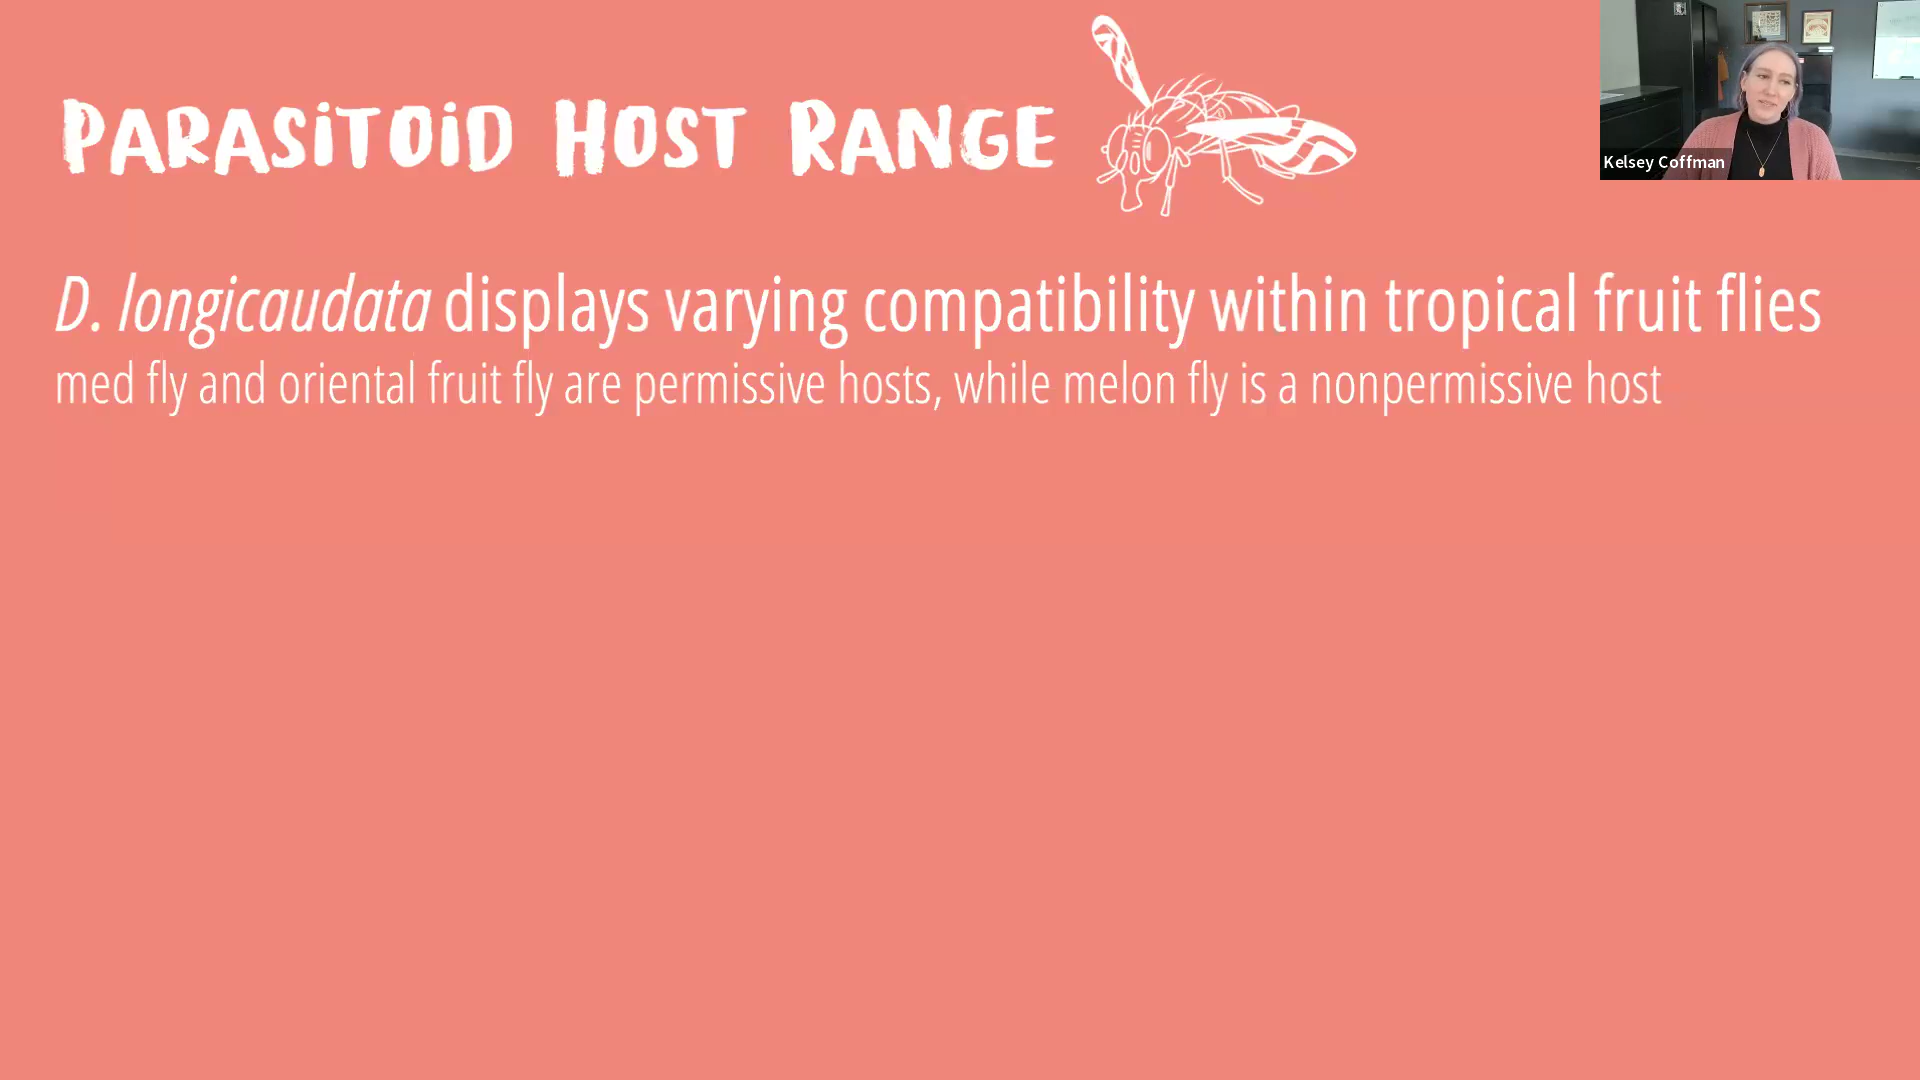 PARASITOID HOST RANGE
Kelsey Coffman
D. longicaudata displays varying compatibility within tropical fruit flies
med fly and oriental fruit fly are permissive hosts, while melon fly is a nonpermissive host